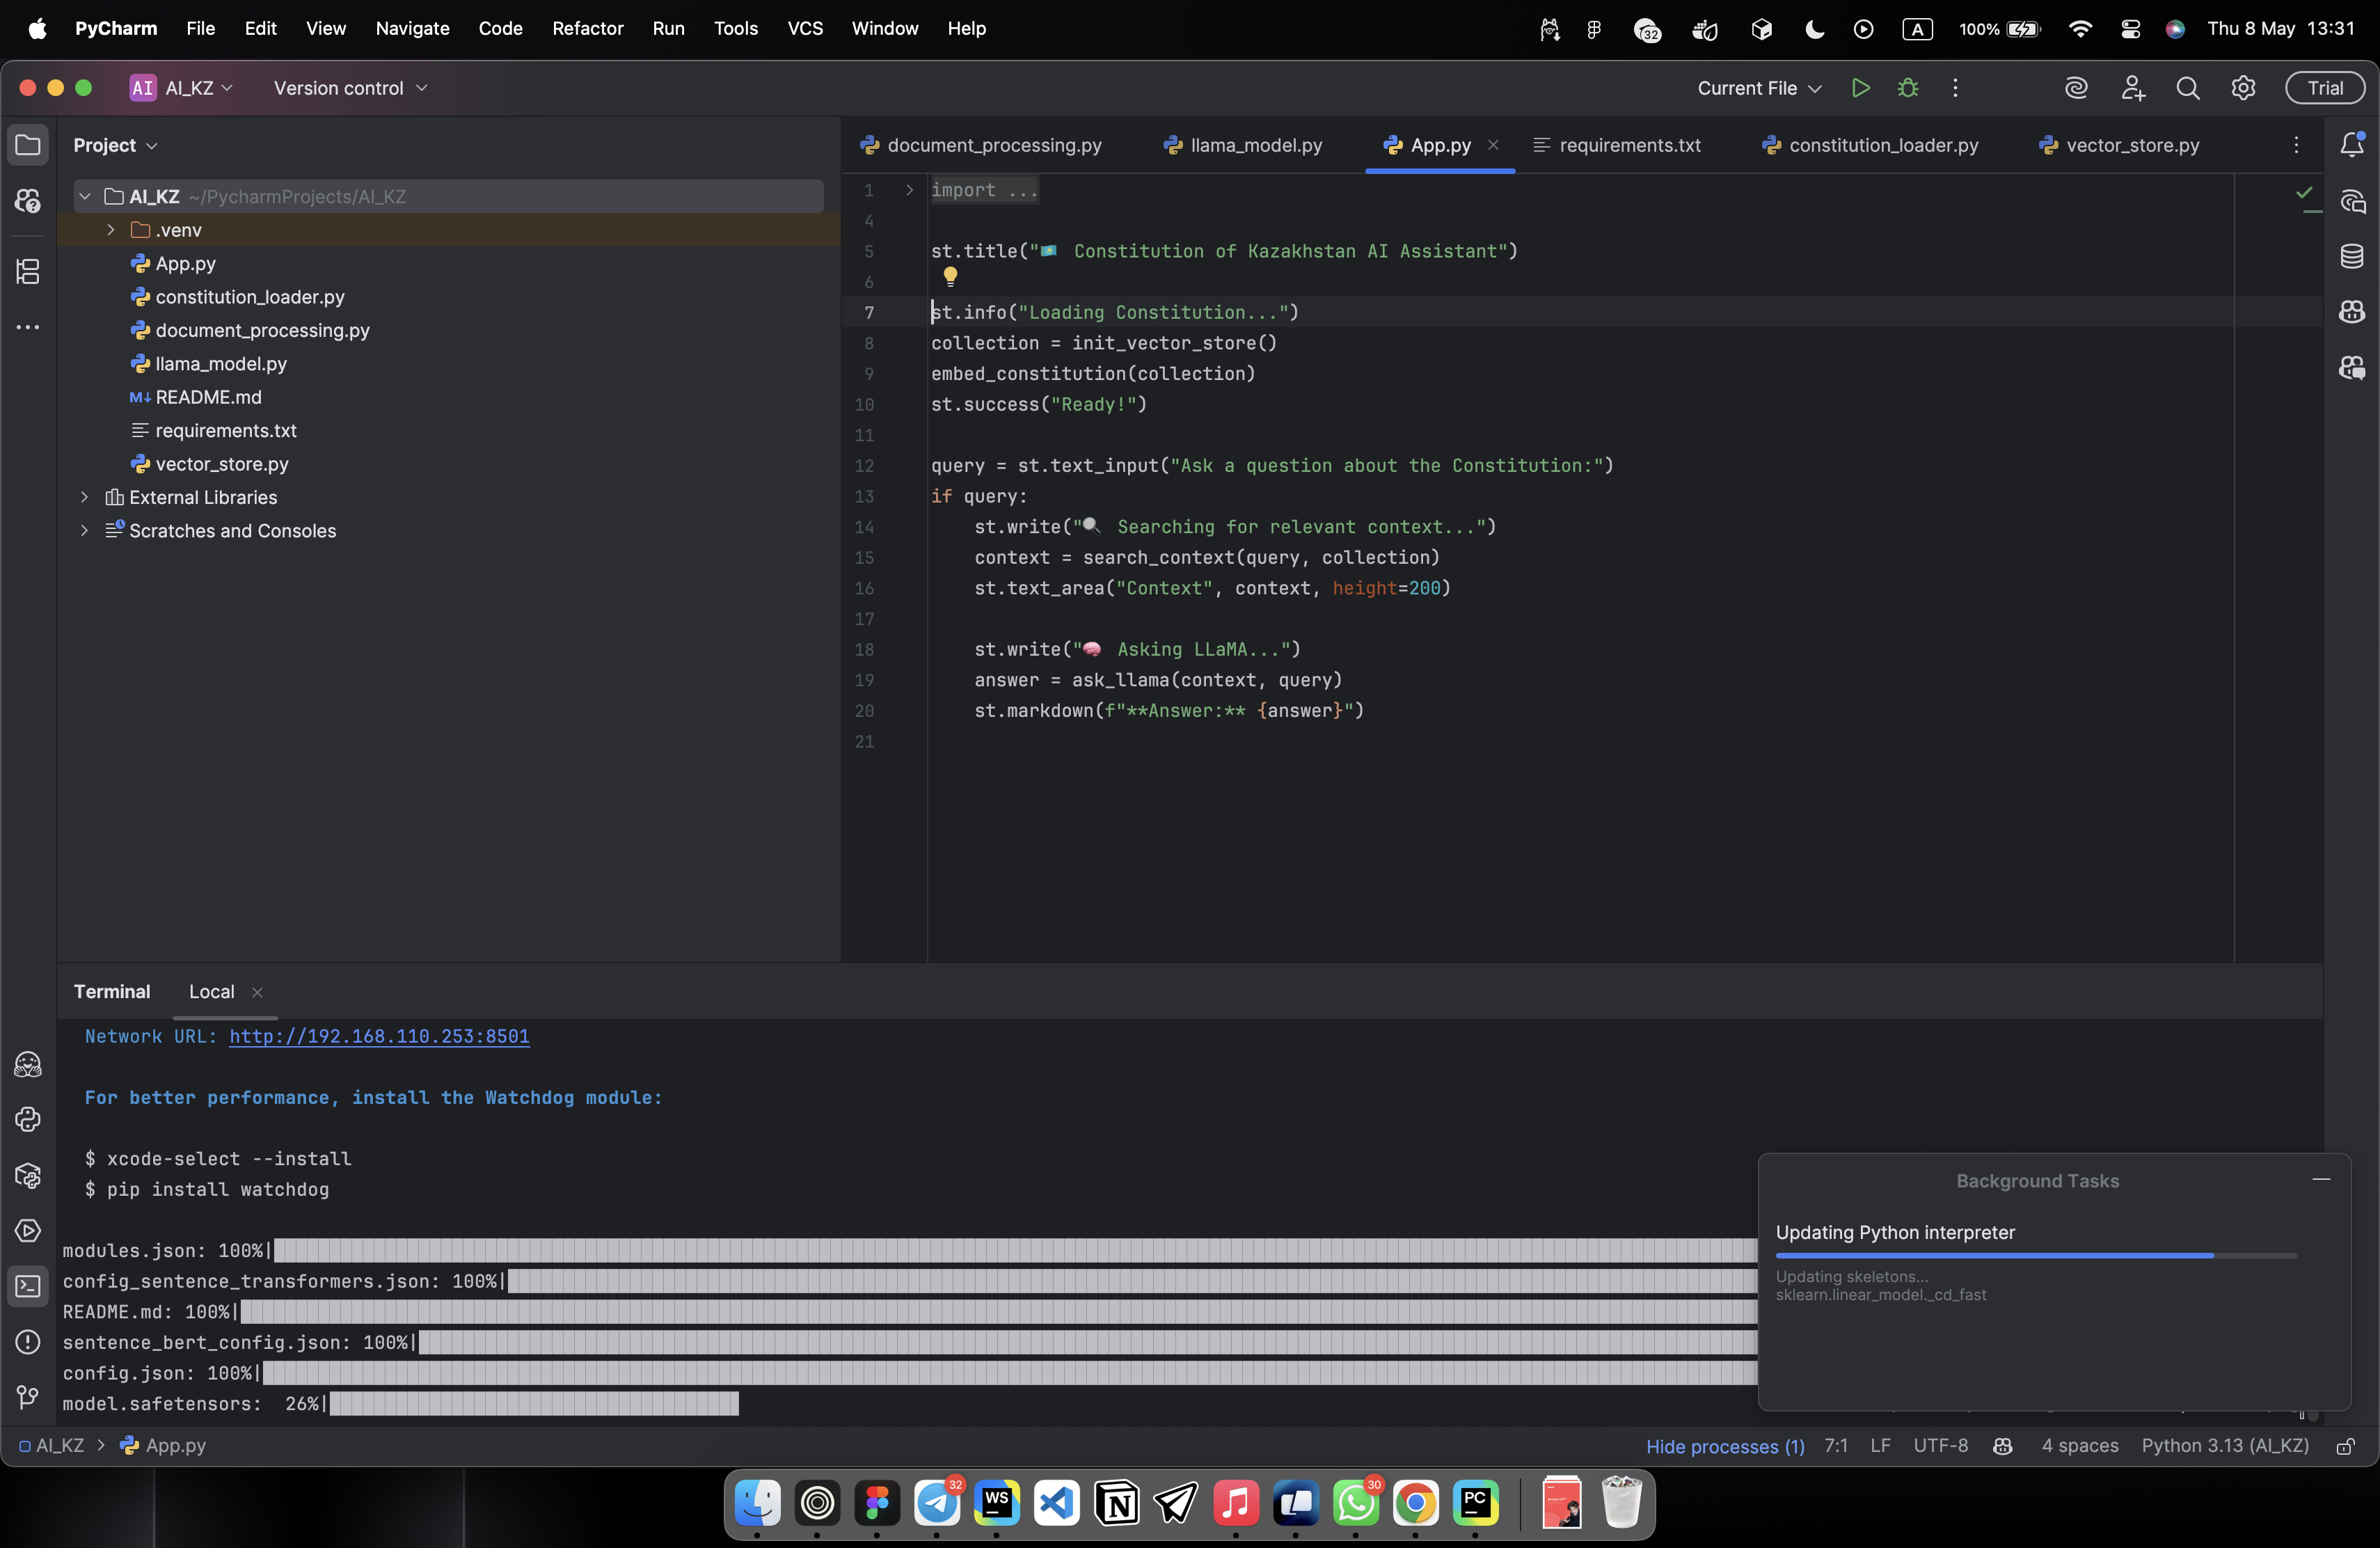 PyCharm File Edit View Navigate Code Refactor Run Tools VCS Window Help
32 A 100% Thu 8 May 13:31
AI AI_KZ Version control Current File Trial
Project
AI_KZ ~/PycharmProjects/AI_KZ
.venv
App.py
constitution_loader.py
document_processing.py
llama_model.py
M↓ README.md
requirements.txt
vector_store.py
External Libraries
Scratches and Consoles
document_processing.py llama_model.py App.py requirements.txt constitution_loader.py vector_store.py
1 import ...
4
5 st.title("🇰🇿 Constitution of Kazakhstan AI Assistant")
6
7 st.info("Loading Constitution...")
8 collection = init_vector_store()
9 embed_constitution(collection)
10 st.success("Ready!")
11
12 query = st.text_input("Ask a question about the Constitution:")
13 if query:
14 st.write("🔍 Searching for relevant context...")
15 context = search_context(query, collection)
16 st.text_area("Context", context, height=200)
17
18 st.write("🧠 Asking LLaMA...")
19 answer = ask_llama(context, query)
20 st.markdown(f"**Answer:** {answer}")
21
Terminal Local
Network URL: http://192.168.110.253:8501
For better performance, install the Watchdog module:
$ xcode-select --install
$ pip install watchdog
modules.json: 100%|
config_sentence_transformers.json: 100%|
README.md: 100%|
sentence_bert_config.json: 100%|
config.json: 100%|
model.safetensors: 26%|
Background Tasks
Updating Python interpreter
Updating skeletons...
sklearn.linear_model._cd_fast
AI_KZ > App.py
Hide processes (1) 7:1 LF UTF-8 4 spaces Python 3.13 (AI_KZ)
32 WS N 30 PC